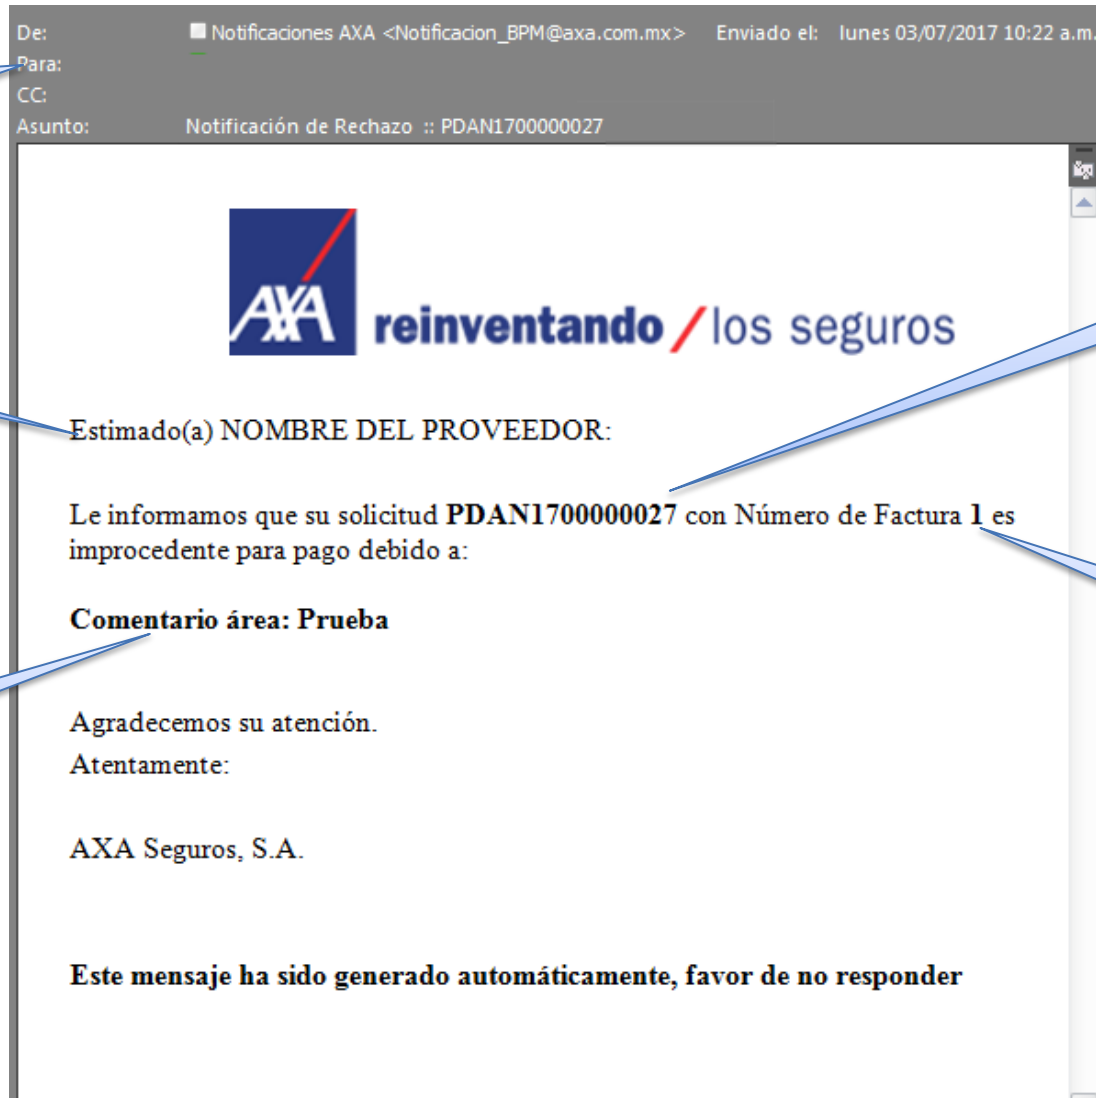 De: Notificaciones AXA <Notificacion_BPM@axa.com.mx> Enviado el: lunes 03/07/2017 10:22 a.m.
Para:
CC:
Asunto: Notificación de Rechazo :: PDAN1700000027
AXA reinventando / los seguros
Estimado(a) NOMBRE DEL PROVEEDOR:
Le informamos que su solicitud PDAN1700000027 con Número de Factura 1 es
improcedente para pago debido a:
Comentario área: Prueba
Agradecemos su atención.
Atentamente:
AXA Seguros, S.A.
Este mensaje ha sido generado automáticamente, favor de no responder